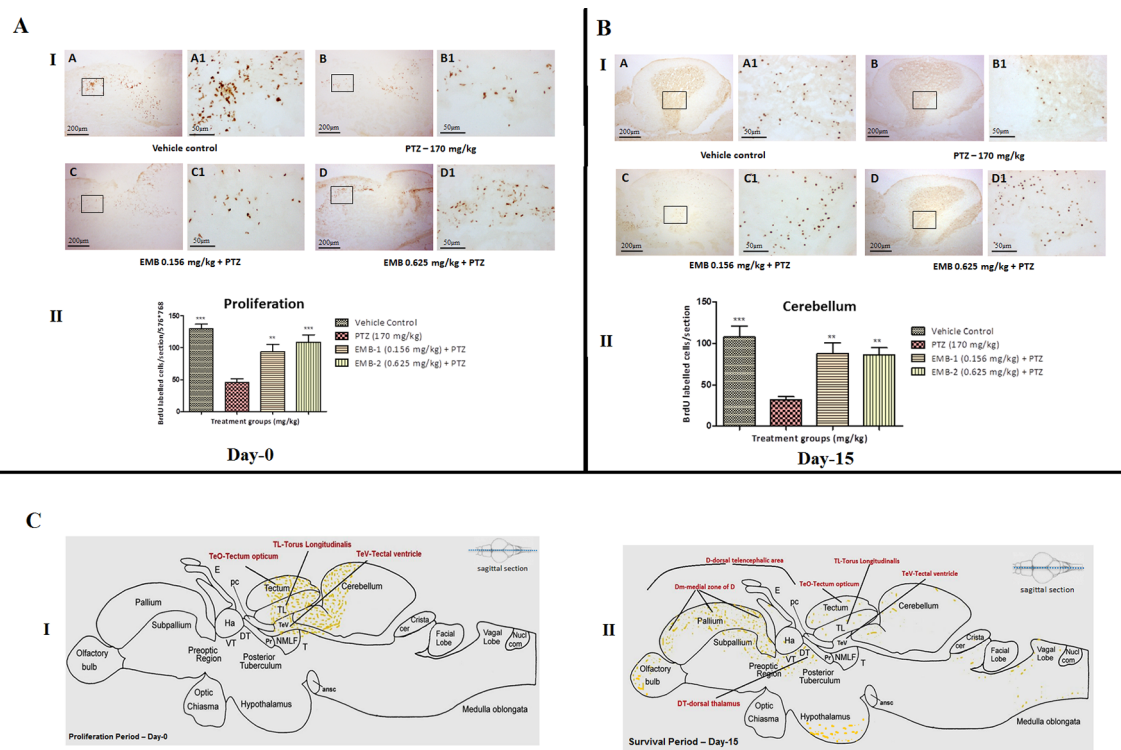 A
I
A
200µm
A1
50µm
B
200µm
B1
50µm
Vehicle control
PTZ – 170 mg/kg
C
200µm
C1
50µm
D
200µm
D1
50µm
EMB 0.156 mg/kg + PTZ
EMB 0.625 mg/kg + PTZ
II
Proliferation
BrdU labelled cells/section/576*768
150
100
50
0
***
**
***
Vehicle Control
PTZ (170 mg/kg)
EMB-1 (0.156 mg/kg) + PTZ
EMB-2 (0.625 mg/kg) + PTZ
Treatment groups (mg/kg)
Day-0
B
I
A
200µm
A1
50µm
B
200µm
B1
50µm
Vehicle control
PTZ – 170 mg/kg
C
200µm
C1
50µm
D
200µm
D1
50µm
EMB 0.156 mg/kg + PTZ
EMB 0.625 mg/kg + PTZ
II
Cerebellum
BrdU labelled cells/section
150
100
50
0
***
**
**
Vehicle Control
PTZ (170 mg/kg)
EMB-1 (0.156 mg/kg) + PTZ
EMB-2 (0.625 mg/kg) + PTZ
Treatment groups (mg/kg)
Day-15
C
I
TL-Torus Longitudinalis
TeO-Tectum opticum
TeV-Tectal ventricle
sagittal section
E
pc
Tectum
Cerebellum
TL
TeV
Pallium
Subpallium
Ha
DT
VT
Pr
NMLF
T
Preoptic
Region
Posterior
Tuberculum
Olfactory
bulb
Crista
cer
Facial
Lobe
Vagal
Lobe
Nucl
com
ansc
Optic
Chiasma
Hypothalamus
Medulla oblongata
Proliferation Period – Day-0
II
D-dorsal telencephalic area
TL-Torus Longitudinalis
Dm-medial zone of D
TeO-Tectum opticum
TeV-Tectal ventricle
sagittal section
E
pc
Tectum
Cerebellum
TL
TeV
Pallium
Subpallium
Ha
DT
VT
Pr
NMLF
T
Preoptic
Region
Posterior
Tuberculum
Olfactory
bulb
Crista
cer
Facial
Lobe
Vagal
Lobe
Nucl
com
DT-dorsal thalamus
ansc
Optic
Chiasma
Hypothalamus
Medulla oblongata
Survival Period – Day-15